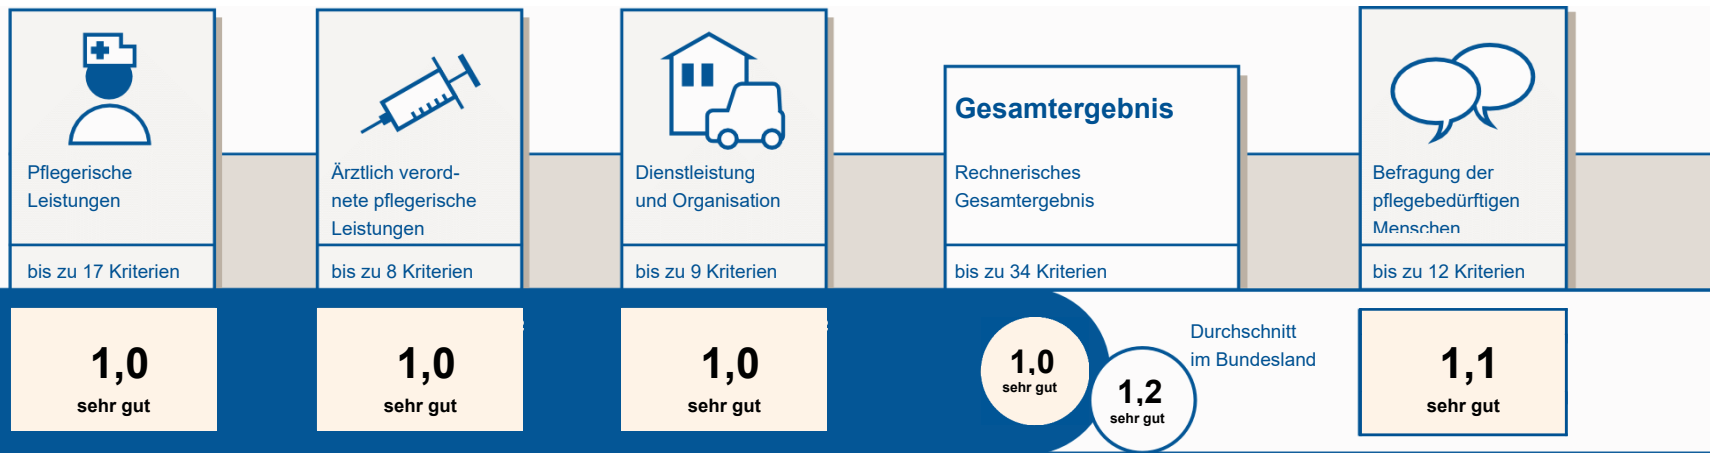 Pflegerische
Leistungen
bis zu 17 Kriterien
1,0
sehr gut
Ärztlich verord-
nete pflegerische
Leistungen
bis zu 8 Kriterien
1,0
sehr gut
Dienstleistung
und Organisation
bis zu 9 Kriterien
1,0
sehr gut
Gesamtergebnis
Rechnerisches
Gesamtergebnis
bis zu 34 Kriterien
1,0
sehr gut
1,2
sehr gut
Durchschnitt
im Bundesland
Befragung der
pflegebedürftigen
Menschen
bis zu 12 Kriterien
1,1
sehr gut